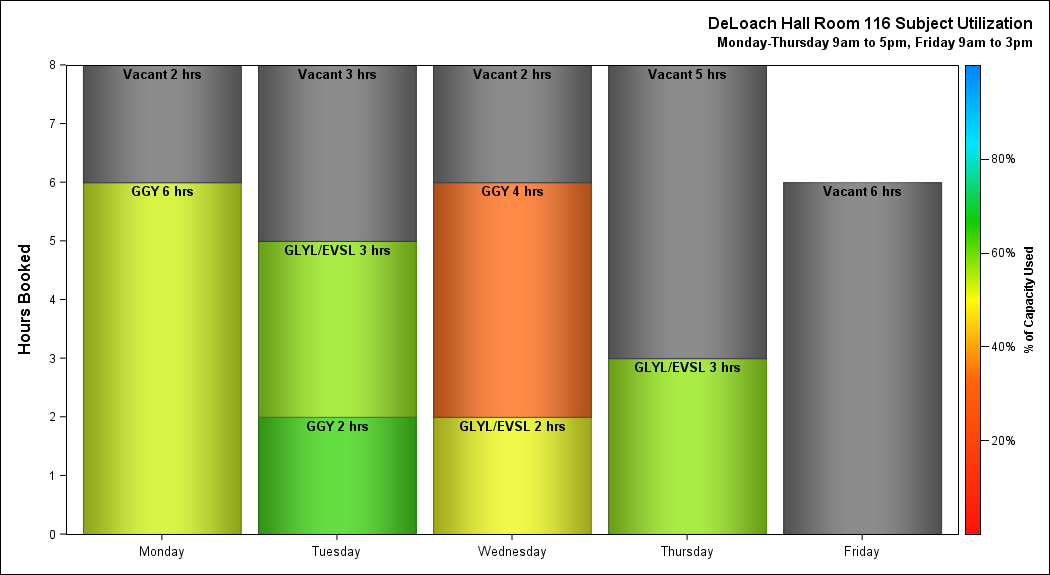 DeLoach Hall Room 116 Subject Utilization
Monday-Thursday 9am to 5pm, Friday 9am to 3pm
Hours Booked
8
7
6
5
4
3
2
1
0
Vacant 2 hrs
GGY 6 hrs
Vacant 3 hrs
GLYL/EVSL 3 hrs
GGY 2 hrs
Vacant 2 hrs
GGY 4 hrs
GLYL/EVSL 2 hrs
Vacant 5 hrs
GLYL/EVSL 3 hrs
Vacant 6 hrs
Monday Tuesday Wednesday Thursday Friday
80%
60%
40%
20%
% of Capacity Used